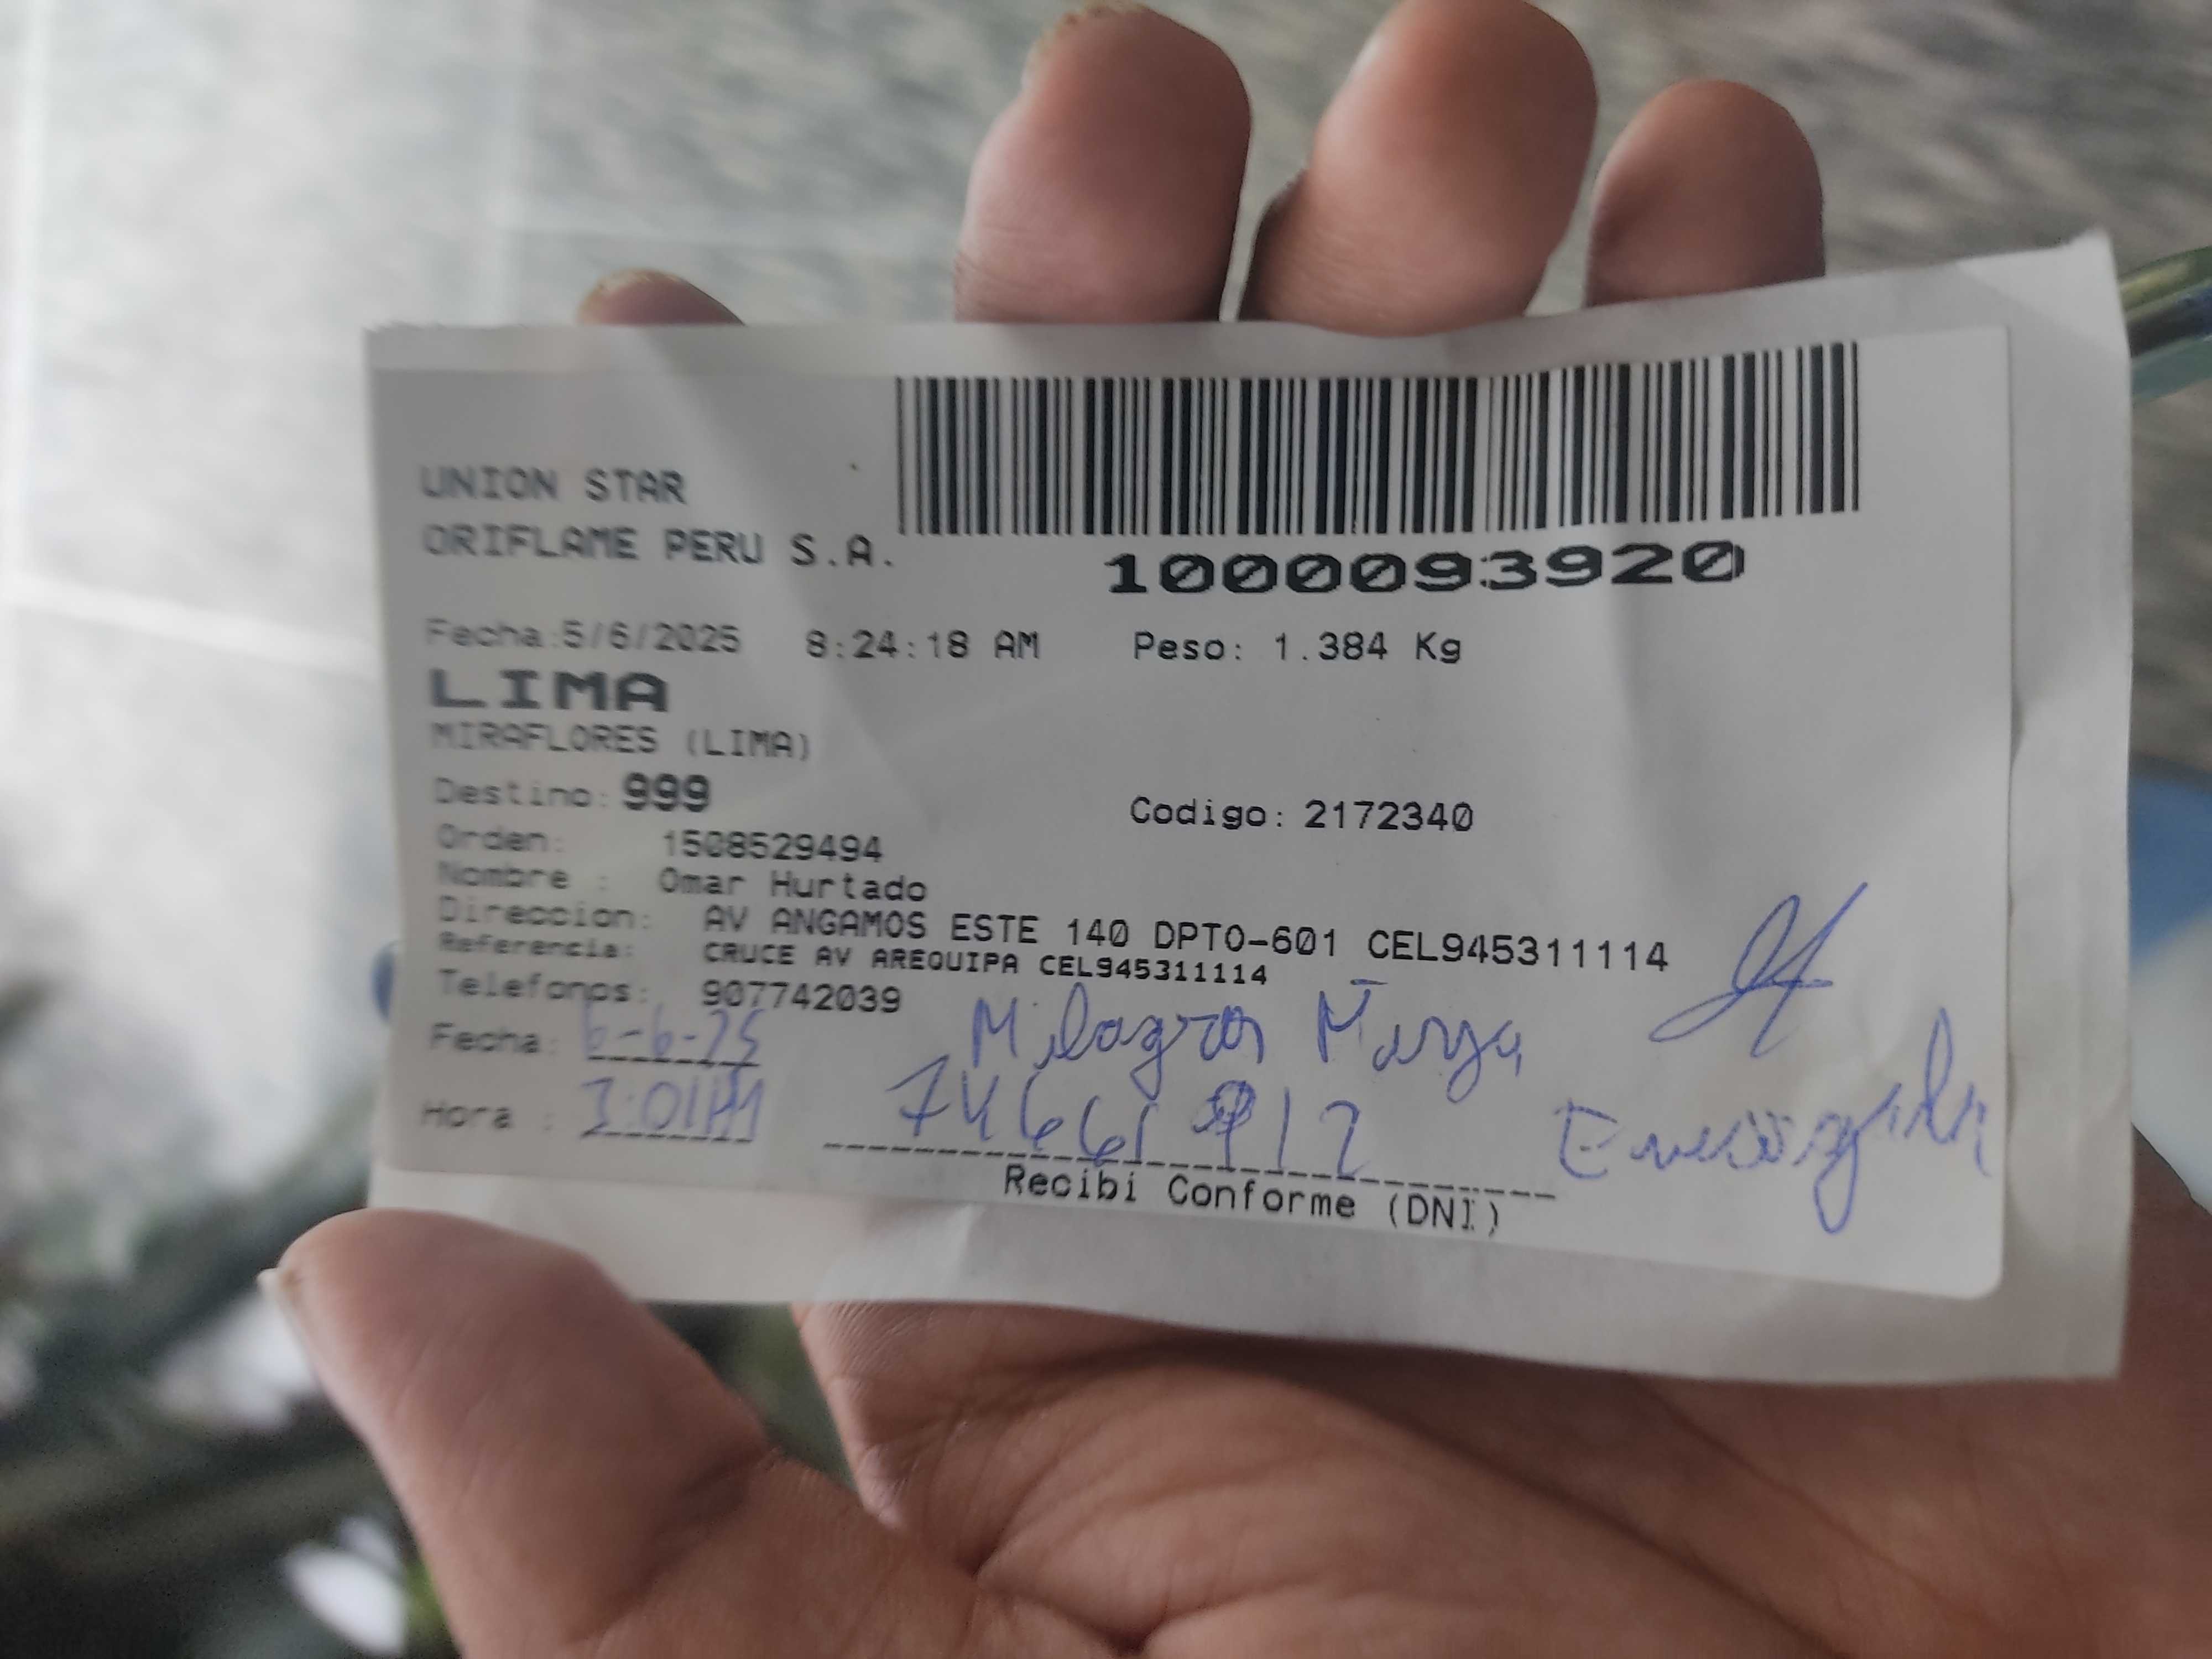 UNION STAR
ORIFLAME PERU S.A.
1000093920
Fecha:5/6/2025 8:24:18 AM Peso: 1.384 Kg
LIMA
MIRAFLORES (LIMA)
Destino: 999 Codigo: 2172340
Orden: 1508529494
Nombre : Omar Hurtado
Direccion: AV ANGAMOS ESTE 140 DPTO-601 CEL945311114
Referencia: CRUCE AV AREQUIPA CEL945311114
Telefonos: 907742039
Fecha: 6-6-25 Milagros
Hora : 3:01PM
Recibi Conforme (DNI)